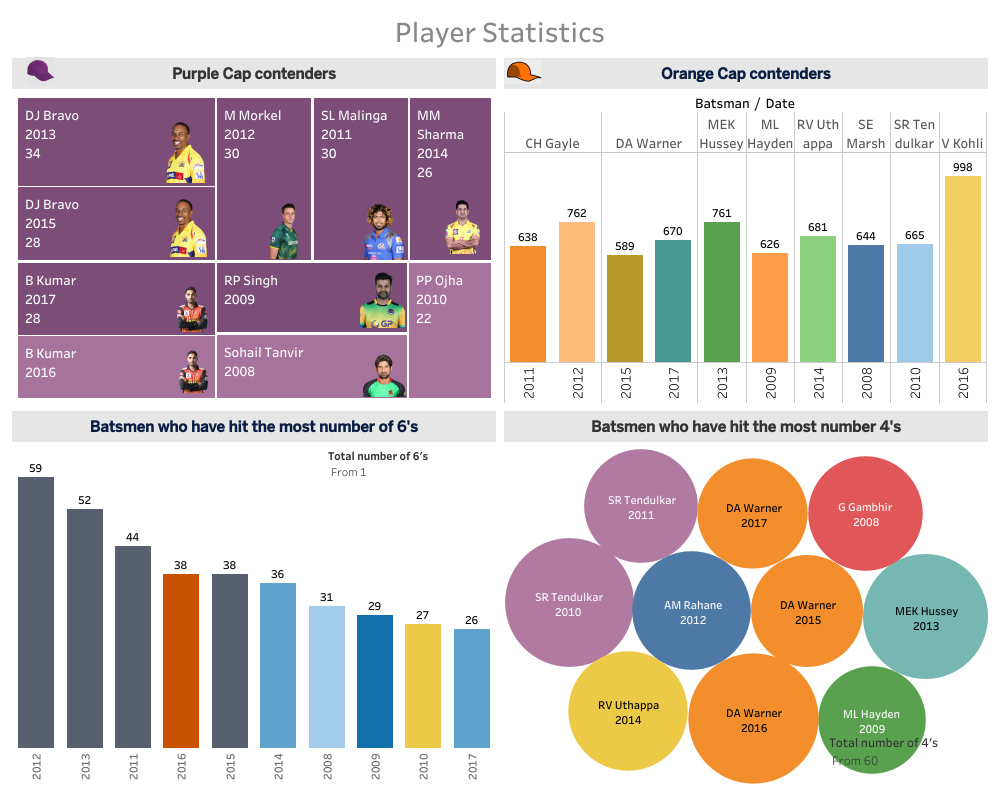 Player Statistics
Purple Cap contenders
DJ Bravo
2013
34
DJ Bravo
2015
28
B Kumar
2017
28
B Kumar
2016
M Morkel
2012
30
SL Malinga
2011
30
MM
Sharma
2014
26
RP Singh
2009
Sohail Tanvir
2008
PP Ojha
2010
22
Orange Cap contenders
Batsman / Date
CH Gayle
DA Warner
MEK
Hussey
ML
Hayden
RV Uth
appa
SE
Marsh
SR Ten
dulkar
V Kohli
638
762
589
670
761
626
681
644
665
998
2011
2012
2015
2017
2013
2009
2014
2008
2010
2016
Batsmen who have hit the most number of 6's
Total number of 6's
From 1
59
52
44
38
38
36
31
29
27
26
2012
2013
2011
2016
2015
2014
2008
2009
2010
2017
Batsmen who have hit the most number 4's
SR Tendulkar
2011
DA Warner
2017
G Gambhir
2008
SR Tendulkar
2010
AM Rahane
2012
DA Warner
2015
MEK Hussey
2013
RV Uthappa
2014
DA Warner
2016
ML Hayden
2009
Total number of 4's
From 60